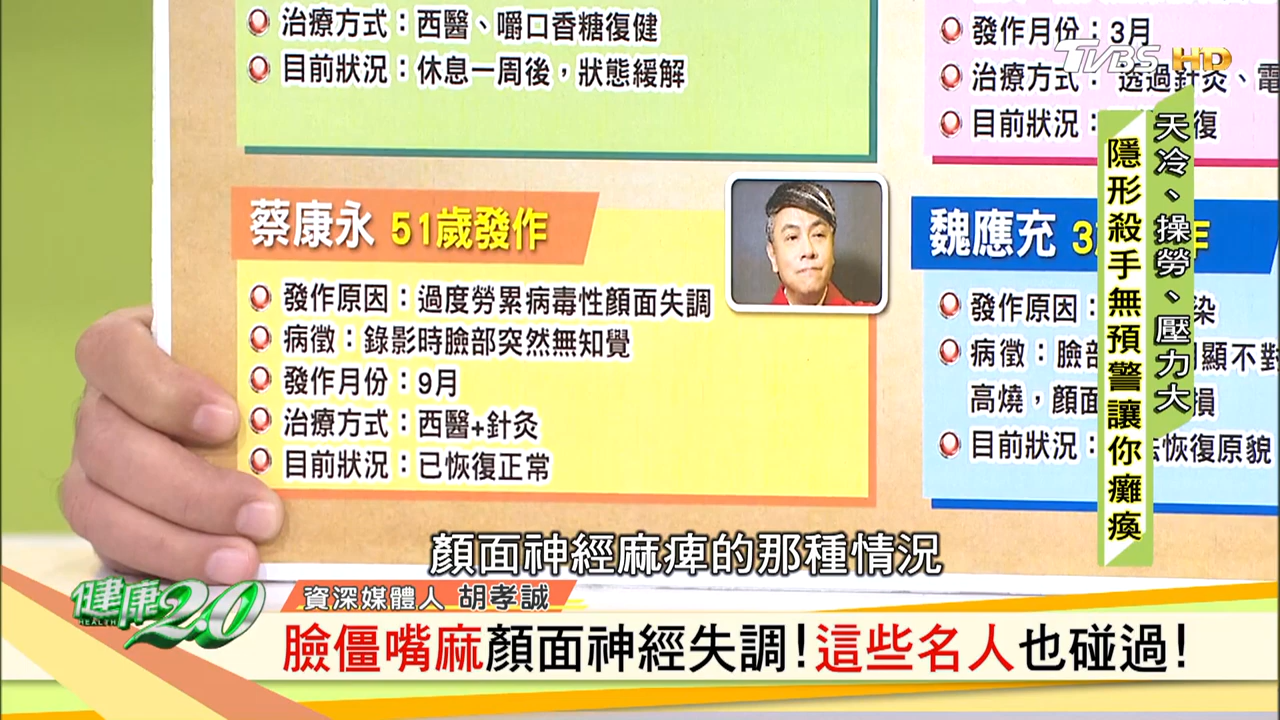 治療方式：西醫、嚼口香糖復健
目前狀況：休息一周後，狀態緩解
發作月份：3月
治療方式：透過針灸、電
目前狀況：
復
TVBS HD
蔡康永 51歲發作
發作原因：過度勞累病毒性顏面失調
病徵：錄影時臉部突然無知覺
發作月份：9月
治療方式：西醫+針灸
目前狀況：已恢復正常
魏應充 3
發作原因：
染
病徵：臉部
顯不對
高燒，顏面
損
目前狀況：
恢復原貌
天冷、操勞、壓力大
隱形殺手無預警讓你癱瘓
顏面神經麻痺的那種情況
健康2.0
HEALTH
資深媒體人 胡孝誠
臉僵嘴麻顏面神經失調!這些名人也碰過!